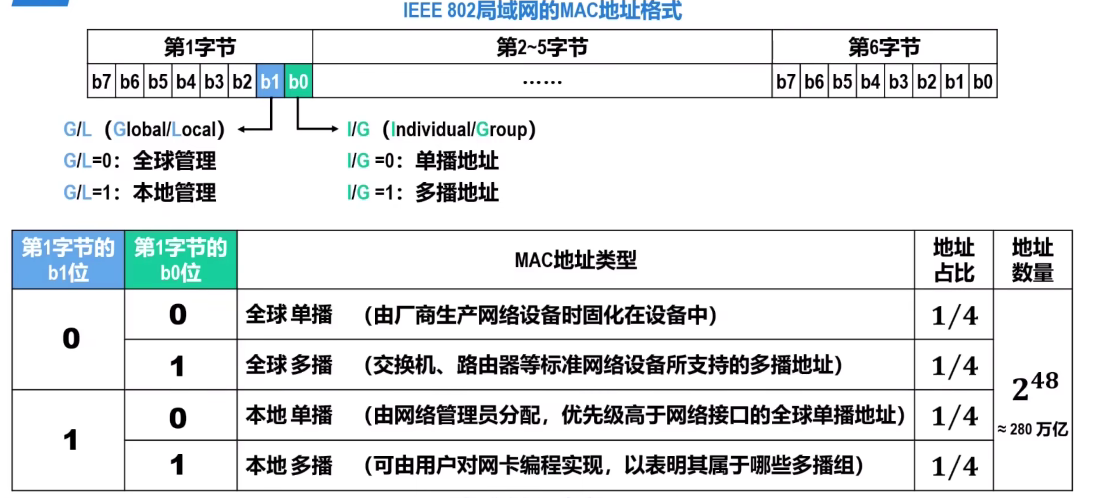 IEEE 802局域网的MAC地址格式
第1字节 第2~5字节 第6字节
b7 b6 b5 b4 b3 b2 b1 b0 …… b7 b6 b5 b4 b3 b2 b1 b0
G/L（Global/Local） I/G（Individual/Group）
G/L=0：全球管理 I/G =0：单播地址
G/L=1：本地管理 I/G =1：多播地址
第1字节的b1位 第1字节的b0位 MAC地址类型 地址占比 地址数量
0 0 全球单播 （由厂商生产网络设备时固化在设备中） 1/4
1 全球多播 （交换机、路由器等标准网络设备所支持的多播地址） 1/4
2⁴⁸ ≈ 280 万亿
1 0 本地单播 （由网络管理员分配，优先级高于网络接口的全球单播地址） 1/4
1 本地多播 （可由用户对网卡编程实现，以表明其属于哪些多播组） 1/4